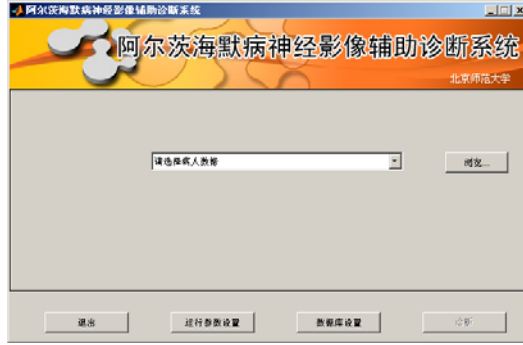 阿尔茨海默病神经影像辅助诊断系统
阿尔茨海默病神经影像辅助诊断系统
北京师范大学
请选择病人数据
浏览...
退出
运行参数设置
数据库设置
诊断